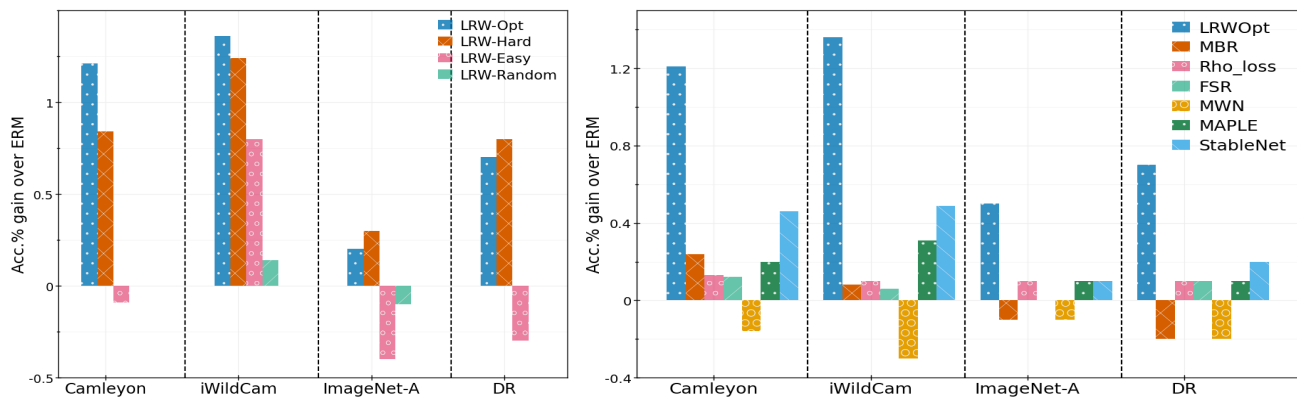 LRW-Opt
LRW-Hard
LRW-Easy
LRW-Random
Acc.% gain over ERM
1
0.5
0
-0.5
Camleyon iWildCam ImageNet-A DR
LRWOpt
MBR
Rho_loss
FSR
MWN
MAPLE
StableNet
Acc.% gain over ERM
1.2
0.8
0.4
0
-0.4
Camleyon iWildCam ImageNet-A DR